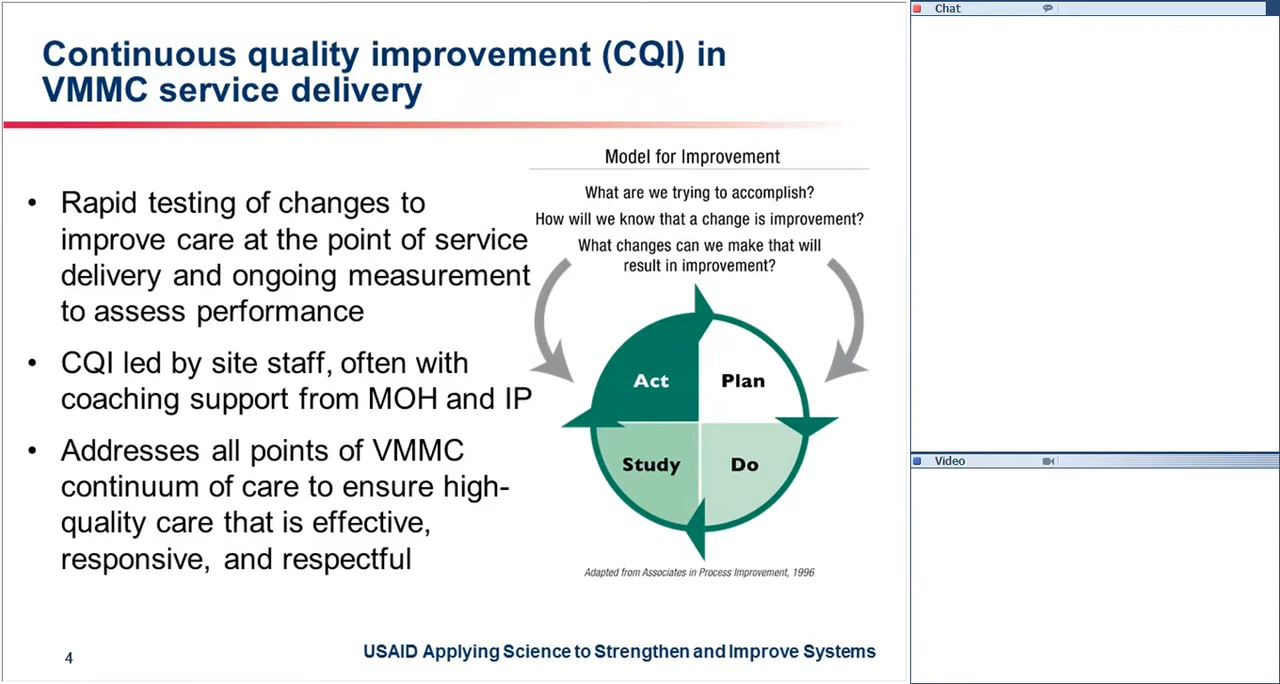 Continuous quality improvement (CQI) in
VMMC service delivery
• Rapid testing of changes to
improve care at the point of service
delivery and ongoing measurement
to assess performance
• CQI led by site staff, often with
coaching support from MOH and IP
• Addresses all points of VMMC
continuum of care to ensure high-
quality care that is effective,
responsive, and respectful
Model for Improvement
What are we trying to accomplish?
How will we know that a change is improvement?
What changes can we make that will
result in improvement?
Act
Plan
Study
Do
Adapted from Associates in Process Improvement, 1996
4
USAID Applying Science to Strengthen and Improve Systems
Chat
Video